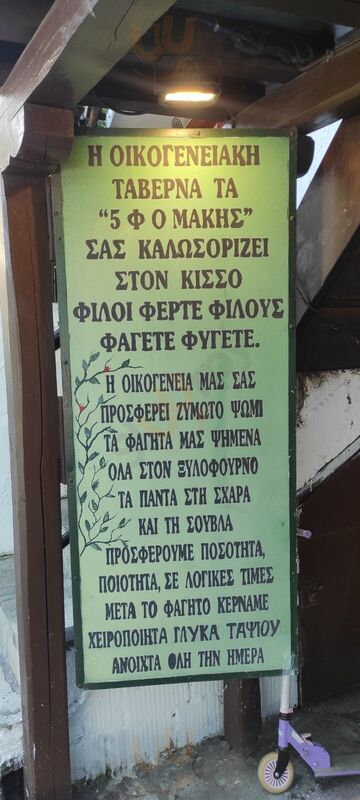 Η ΟΙΚΟΓΕΝΕΙΑΚΗ
ΤΑΒΕΡΝΑ ΤΑ
"5 Φ Ο ΜΑΚΗΣ"
ΣΑΣ ΚΑΛΩΣΟΡΙΖΕΙ
ΣΤΟΝ ΚΙΣΣΟ
ΦΙΛΟΙ ΦΕΡΤΕ ΦΙΛΟΥΣ
ΦΑΓΕΤΕ ΦΥΓΕΤΕ.
Η ΟΙΚΟΓΕΝΕΙΑ ΜΑΣ ΣΑΣ
ΠΡΟΣΦΕΡΕΙ ΖΥΜΩΤΟ ΨΩΜΙ
ΤΑ ΦΑΓΗΤΑ ΜΑΣ ΨΗΜΕΝΑ
ΟΛΑ ΣΤΟΝ ΞΥΛΟΦΟΥΡΝΟ
ΤΑ ΠΑΝΤΑ ΣΤΗ ΣΧΑΡΑ
ΚΑΙ ΤΗ ΣΟΥΒΛΑ
ΠΡΟΣΦΕΡΟΥΜΕ ΠΟΣΟΤΗΤΑ,
ΠΟΙΟΤΗΤΑ, ΣΕ ΛΟΓΙΚΕΣ ΤΙΜΕΣ
ΜΕΤΑ ΤΟ ΦΑΓΗΤΟ ΚΕΡΝΑΜΕ
ΧΕΙΡΟΠΟΙΗΤΑ ΓΛΥΚΑ ΤΑΨΙΟΥ
ΑΝΟΙΧΤΑ ΟΛΗ ΤΗΝ ΗΜΕΡΑ